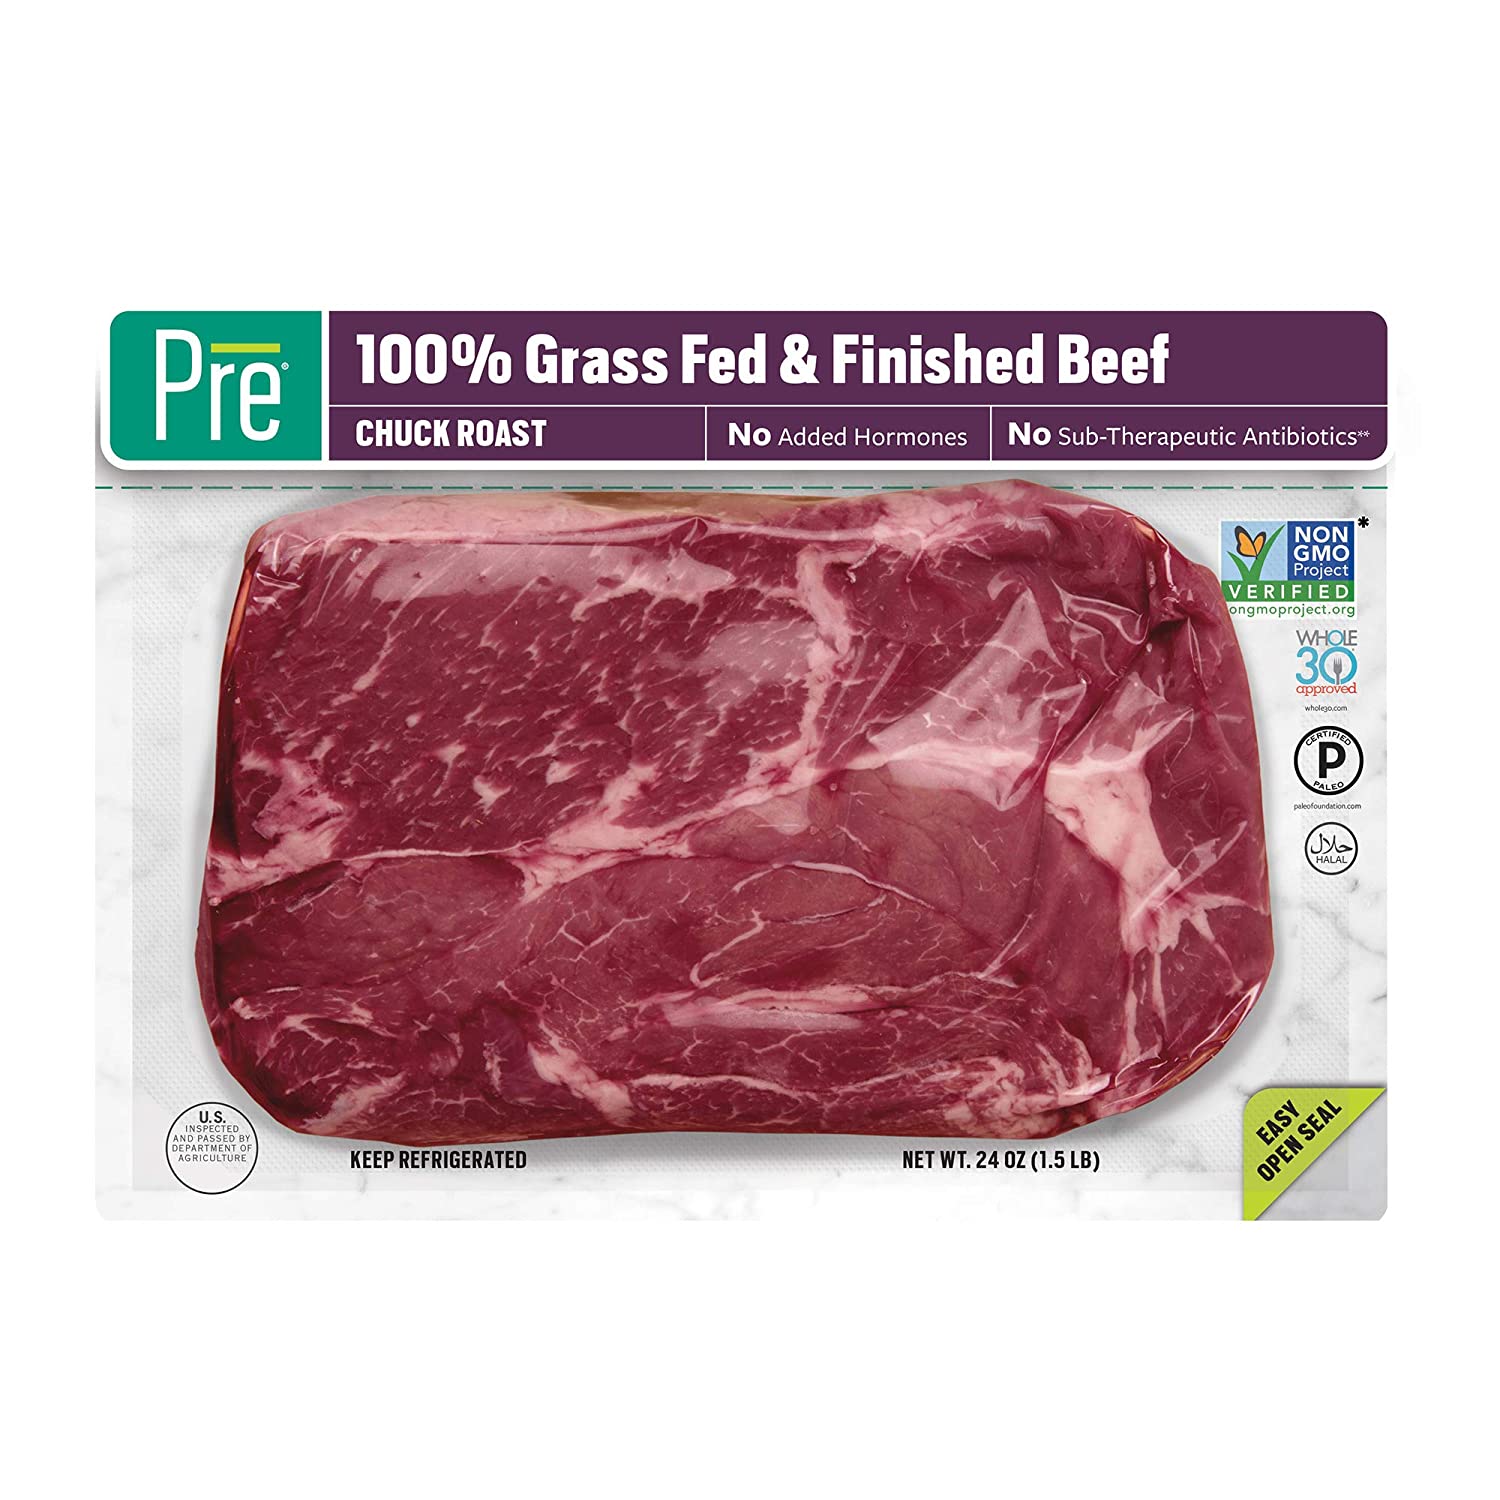 Prē®
100% Grass Fed & Finished Beef
CHUCK ROAST
No Added Hormones
No Sub-Therapeutic Antibiotics**
NON *
GMO
Project
VERIFIED
ongmoproject.org
WHOLE
30
approved
whole30.com
CERTIFIED
P
PALEO
paleofoundation.com
حلال
HALAL
U.S.
INSPECTED
AND PASSED BY
DEPARTMENT OF
AGRICULTURE
KEEP REFRIGERATED
NET WT. 24 OZ (1.5 LB)
EASY
OPEN SEAL